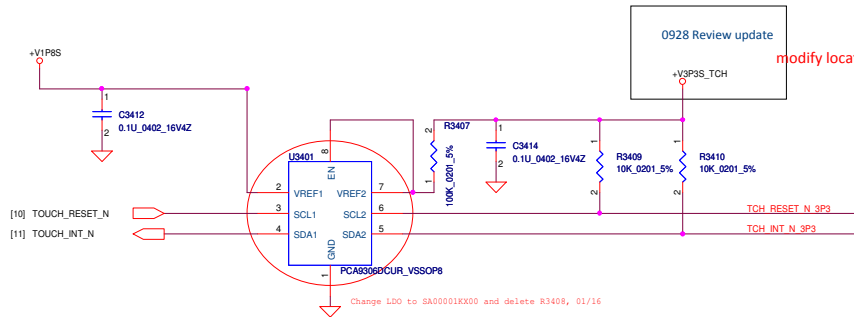 0928 Review update
modify locat
+V1P8S
+V3P3S_TCH
1
C3412
0.1U_0402_16V4Z
2
2
R3407
100K_0201_5%
1
1
C3414
0.1U_0402_16V4Z
2
1
R3409
10K_0201_5%
2
1
R3410
10K_0201_5%
2
U3401
8
EN
2
VREF1
VREF2
7
[10]
TOUCH_RESET_N
3
SCL1
SCL2
6
TCH_RESET_N_3P3
[11]
TOUCH_INT_N
4
SDA1
SDA2
5
TCH_INT_N_3P3
GND
1
PCA9306DCUR_VSSOP8
Change LDO to SA00001KX00 and delete R3408, 01/16